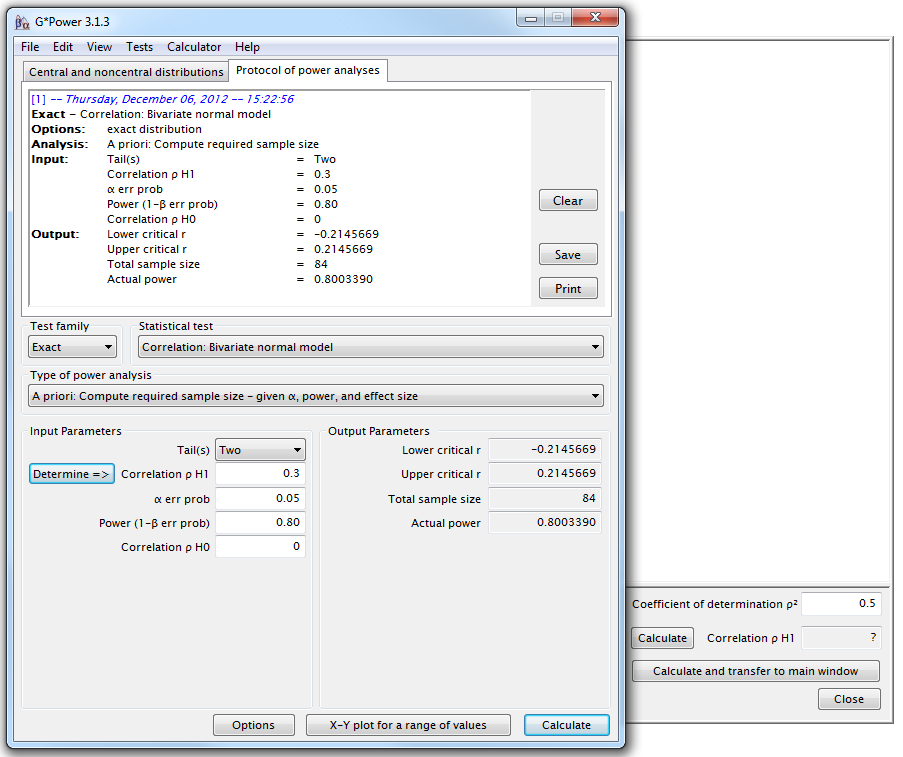 G*Power 3.1.3
File Edit View Tests Calculator Help
Central and noncentral distributions Protocol of power analyses
[1] -- Thursday, December 06, 2012 -- 15:22:56
Exact - Correlation: Bivariate normal model
Options: exact distribution
Analysis: A priori: Compute required sample size
Input: Tail(s) = Two
Correlation ρ H1 = 0.3
α err prob = 0.05
Power (1-β err prob) = 0.80
Correlation ρ H0 = 0
Output: Lower critical r = -0.2145669
Upper critical r = 0.2145669
Total sample size = 84
Actual power = 0.8003390
Clear
Save
Print
Test family Statistical test
Exact Correlation: Bivariate normal model
Type of power analysis
A priori: Compute required sample size - given α, power, and effect size
Input Parameters Output Parameters
Tail(s) Two Lower critical r -0.2145669
Determine => Correlation ρ H1 0.3 Upper critical r 0.2145669
α err prob 0.05 Total sample size 84
Power (1-β err prob) 0.80 Actual power 0.8003390
Correlation ρ H0 0
Coefficient of determination ρ² 0.5
Calculate Correlation ρ H1 ?
Calculate and transfer to main window
Close
Options X-Y plot for a range of values Calculate